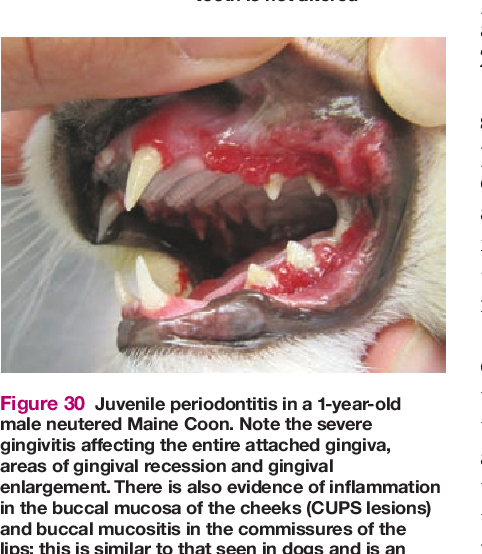 tooth is not altered
Figure 30 Juvenile periodontitis in a 1-year-old
male neutered Maine Coon. Note the severe
gingivitis affecting the entire attached gingiva,
areas of gingival recession and gingival
enlargement. There is also evidence of inflammation
in the buccal mucosa of the cheeks (CUPS lesions)
and buccal mucositis in the commissures of the
lips; this is similar to that seen in dogs and is an